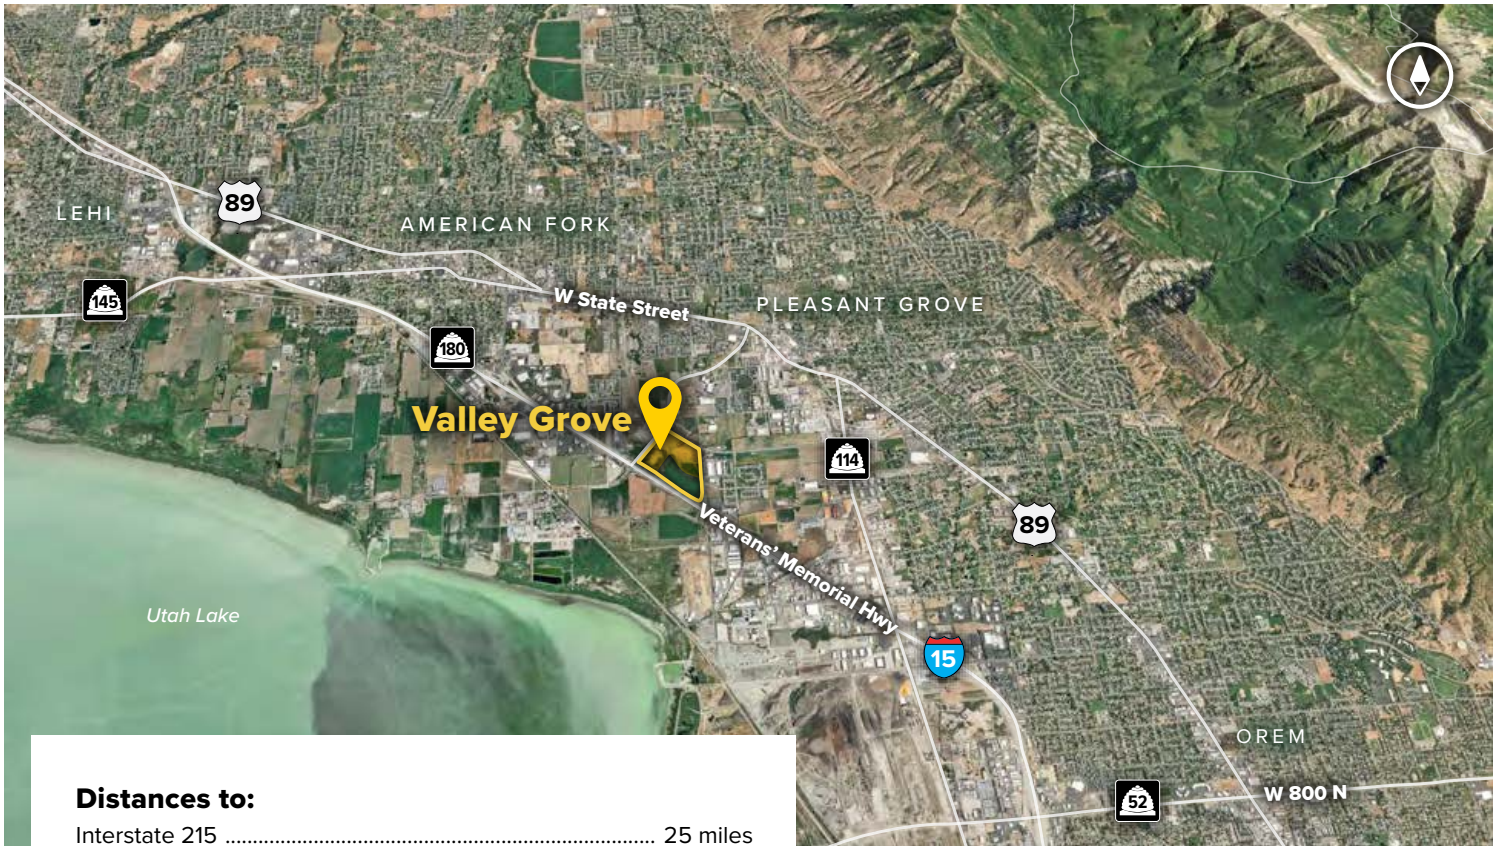 89
LEHI
AMERICAN FORK
145
W State Street
PLEASANT GROVE
180
Valley Grove
114
89
Veterans' Memorial Hwy
Utah Lake
15
OREM
52
W 800 N
Distances to:
Interstate 215 ............................................................................... 25 miles